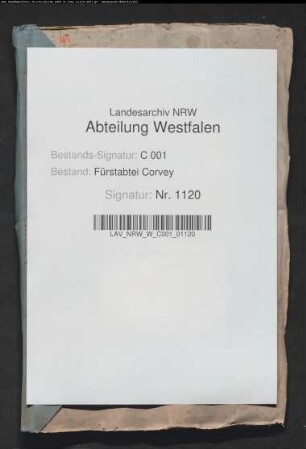 Landesarchiv NRW
Abteilung Westfalen
Bestands-Signatur: C 001
Bestand: Fürstabtei Corvey
Signatur: Nr. 1120
LAV_NRW_W_C001_01120